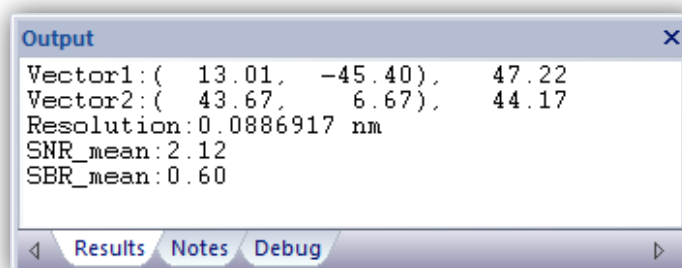 Output
Vector1:(  13.01,  -45.40),   47.22
Vector2:(  43.67,    6.67),   44.17
Resolution:0.0886917 nm
SNR_mean:2.12
SBR_mean:0.60
Results Notes Debug